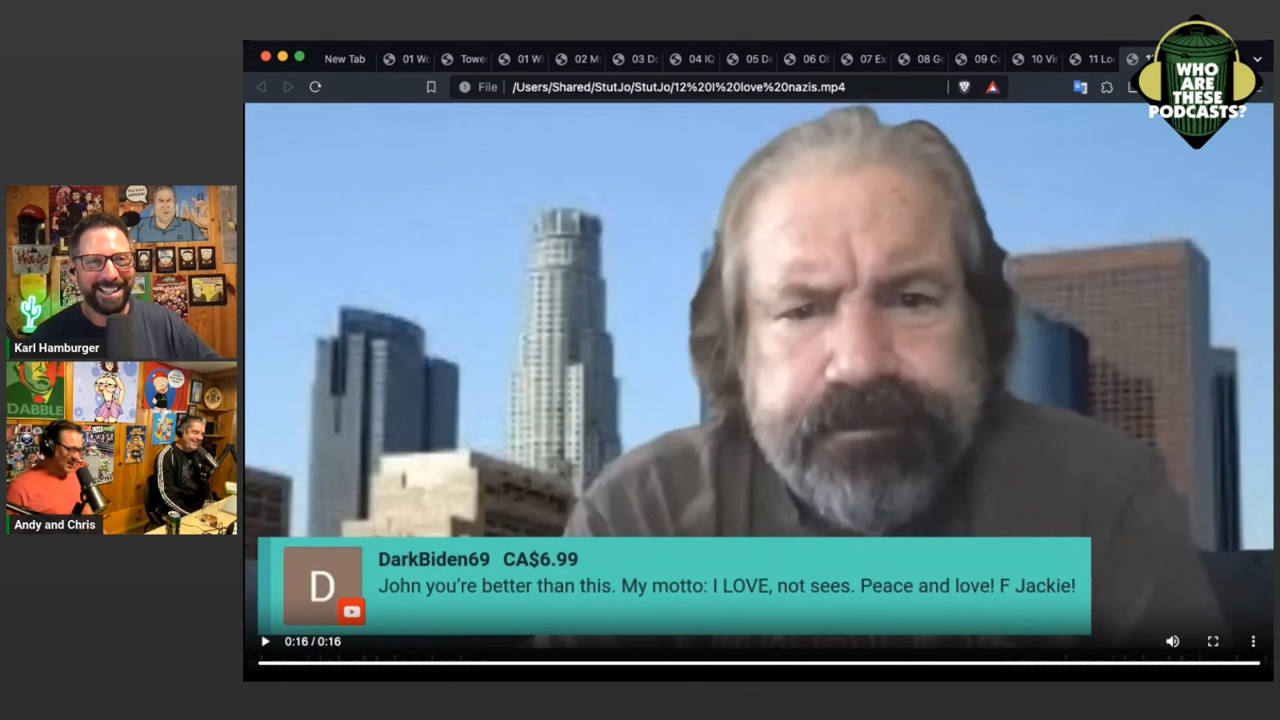 New Tab
01 Wo
Towe
01 W
02 M
03 D
04 IQ
05 D
06 O
07 Ex
08 G
09 C
10 Vir
11 Lo
File
/Users/Shared/StutJo/StutJo/12%20I%20love%20nazis.mp4
WHO
ARE
THESE
PODCASTS?
Karl Hamburger
DABBLE
Andy and Chris
D
DarkBiden69 CA$6.99
John you're better than this. My motto: I LOVE, not sees. Peace and love! F Jackie!
0:16 / 0:16